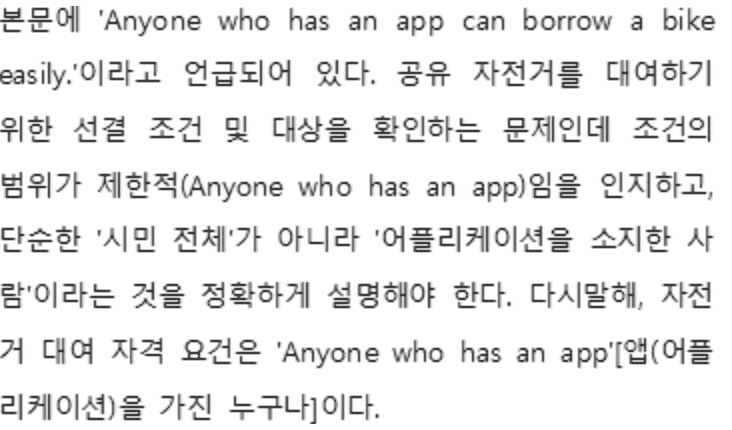 본문에 'Anyone who has an app can borrow a bike
easily.'이라고 언급되어 있다. 공유 자전거를 대여하기
위한 선결 조건 및 대상을 확인하는 문제인데 조건의
범위가 제한적(Anyone who has an app)임을 인지하고,
단순한 '시민 전체'가 아니라 '어플리케이션을 소지한 사
람'이라는 것을 정확하게 설명해야 한다. 다시말해, 자전
거 대여 자격 요건은 'Anyone who has an app'[앱(어플
리케이션)을 가진 누구나]이다.